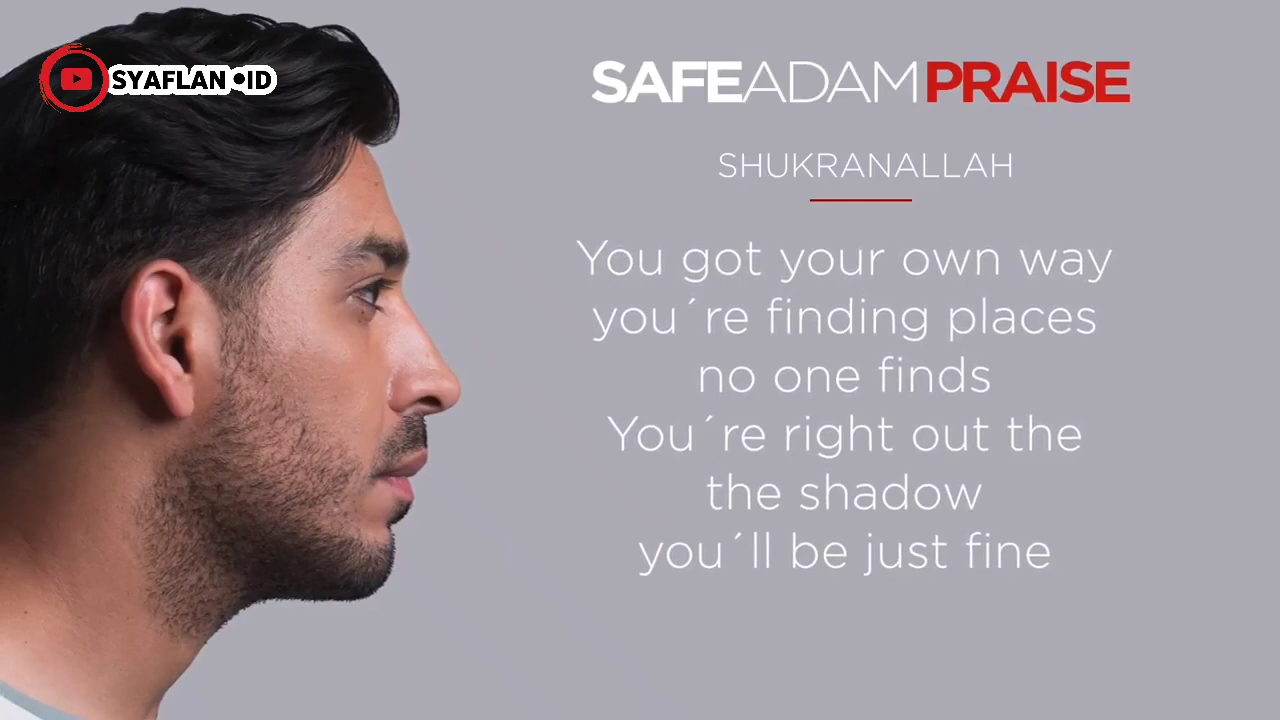 SYAFLAN ID
SAFEADAMPRAISE
SHUKRANALLAH
You got your own way
you´re finding places
no one finds
You´re right out the
the shadow
you´ll be just fine